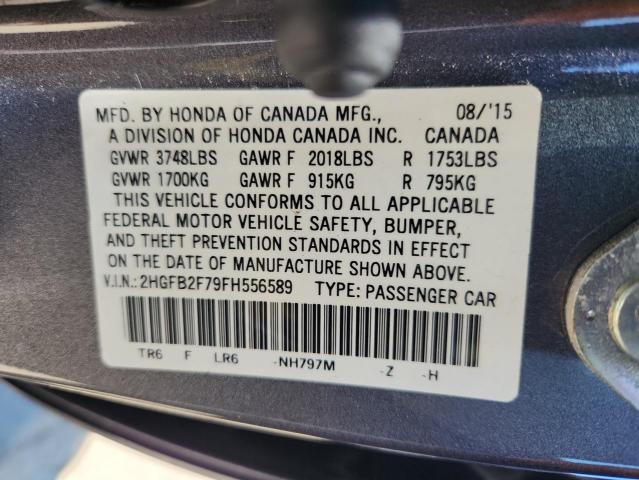 MFD. BY HONDA OF CANADA MFG., 08/'15
A DIVISION OF HONDA CANADA INC. CANADA
GVWR 3748LBS GAWR F 2018LBS R 1753LBS
GVWR 1700KG GAWR F 915KG R 795KG
THIS VEHICLE CONFORMS TO ALL APPLICABLE
FEDERAL MOTOR VEHICLE SAFETY, BUMPER,
AND THEFT PREVENTION STANDARDS IN EFFECT
ON THE DATE OF MANUFACTURE SHOWN ABOVE.
V.I.N.:2HGFB2F79FH556589 TYPE: PASSENGER CAR
TR6 F LR6 -NH797M -Z -H